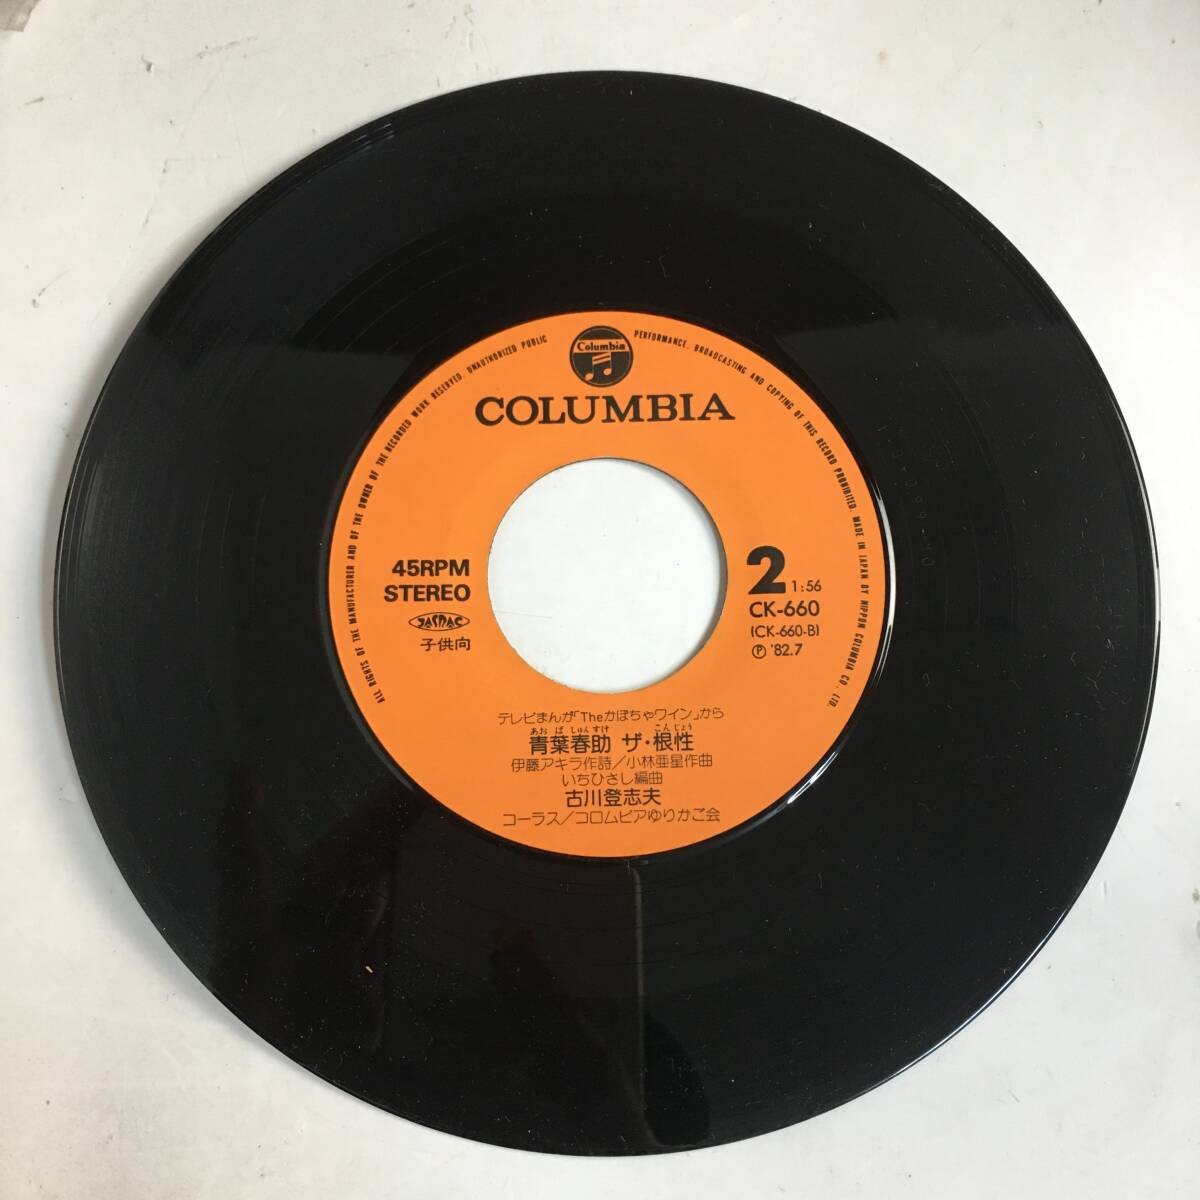 ALL RIGHTS OF THE MANUFACTURER AND OF THE OWNER OF THE RECORDED WORK RESERVED. UNAUTHORIZED PUBLIC PERFORMANCE, BROADCASTING AND COPYING OF THIS RECORD PROHIBITED. MADE IN JAPAN BY NIPPON COLUMBIA CO., LTD.
Columbia
COLUMBIA
45RPM
STEREO
JASRAC
子供向
2 1:56
CK-660
(CK-660-B)
Ⓟ '82.7
テレビまんが「Theかぼちゃワイン」から
あおば しゅんすけ こんじょう
青葉春助 ザ・根性
伊藤アキラ作詩/小林亜星作曲
いちひさし編曲
古川登志夫
コーラス/コロムビアゆりかご会